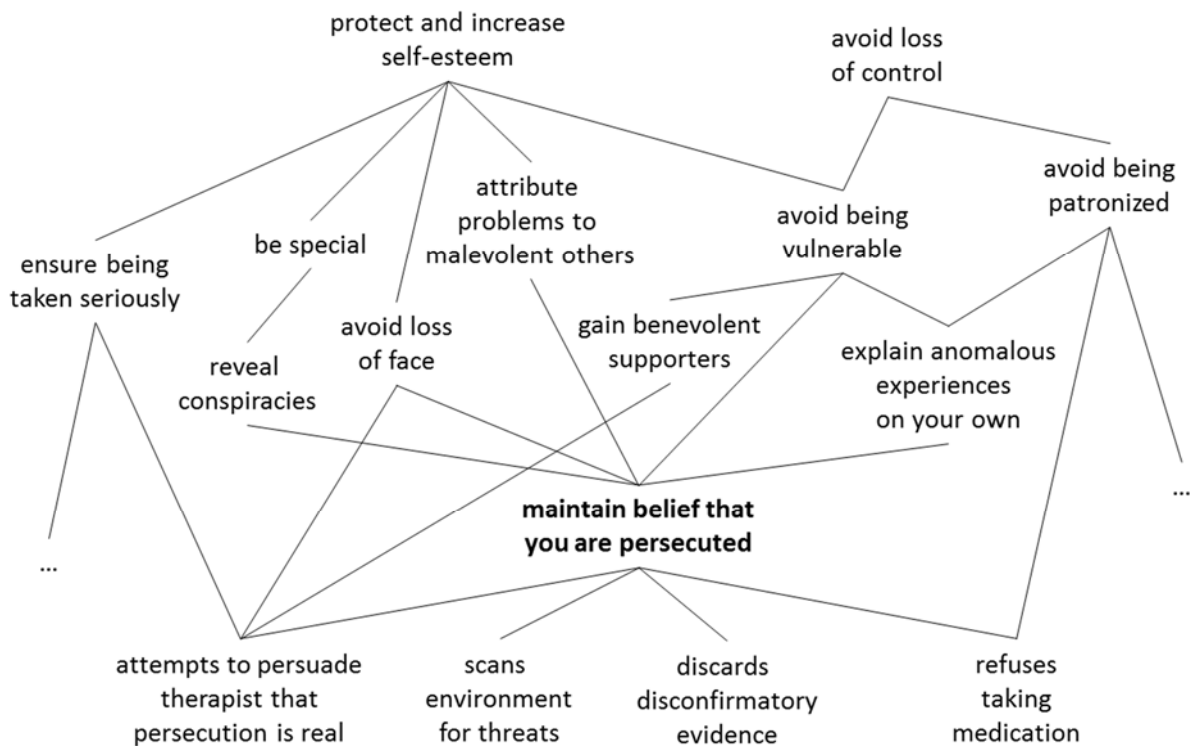 protect and increase
self-esteem
avoid loss
of control
attribute
problems to
malevolent others
avoid being
patronized
be special
avoid being
vulnerable
ensure being
taken seriously
avoid loss
of face
gain benevolent
supporters
reveal
conspiracies
explain anomalous
experiences
on your own
...
maintain belief that
you are persecuted
...
attempts to persuade
therapist that
persecution is real
scans
environment
for threats
discards
disconfirmatory
evidence
refuses
taking
medication